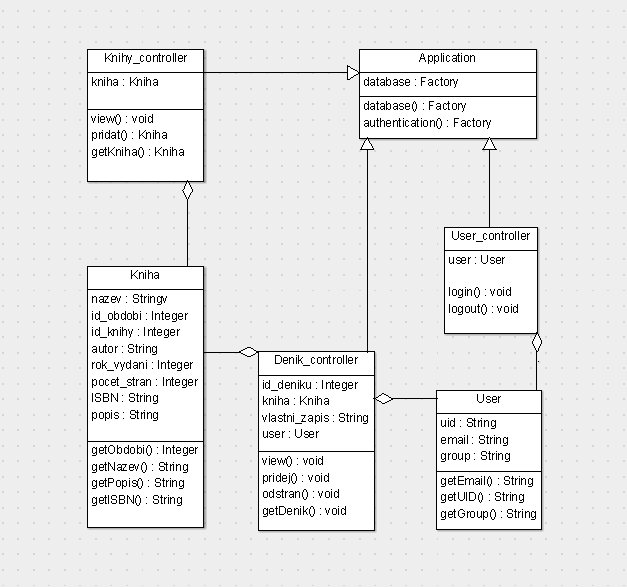 Knihy_controller
kniha : Kniha
view() : void
pridat() : Kniha
getKniha() : Kniha
Application
database : Factory
database() : Factory
authentication() : Factory
User_controller
user : User
login() : void
logout() : void
Kniha
nazev : Stringv
id_obdobi : Integer
id_knihy : Integer
autor : String
rok_vydani : Integer
pocet_stran : Integer
ISBN : String
popis : String
getObdobi() : Integer
getNazev() : String
getPopis() : String
getISBN() : String
Denik_controller
id_deniku : Integer
kniha : Kniha
vlastni_zapis : String
user : User
view() : void
pridej() : void
odstran() : void
getDenik() : void
User
uid : String
email : String
group : String
getEmail() : String
getUID() : String
getGroup() : String